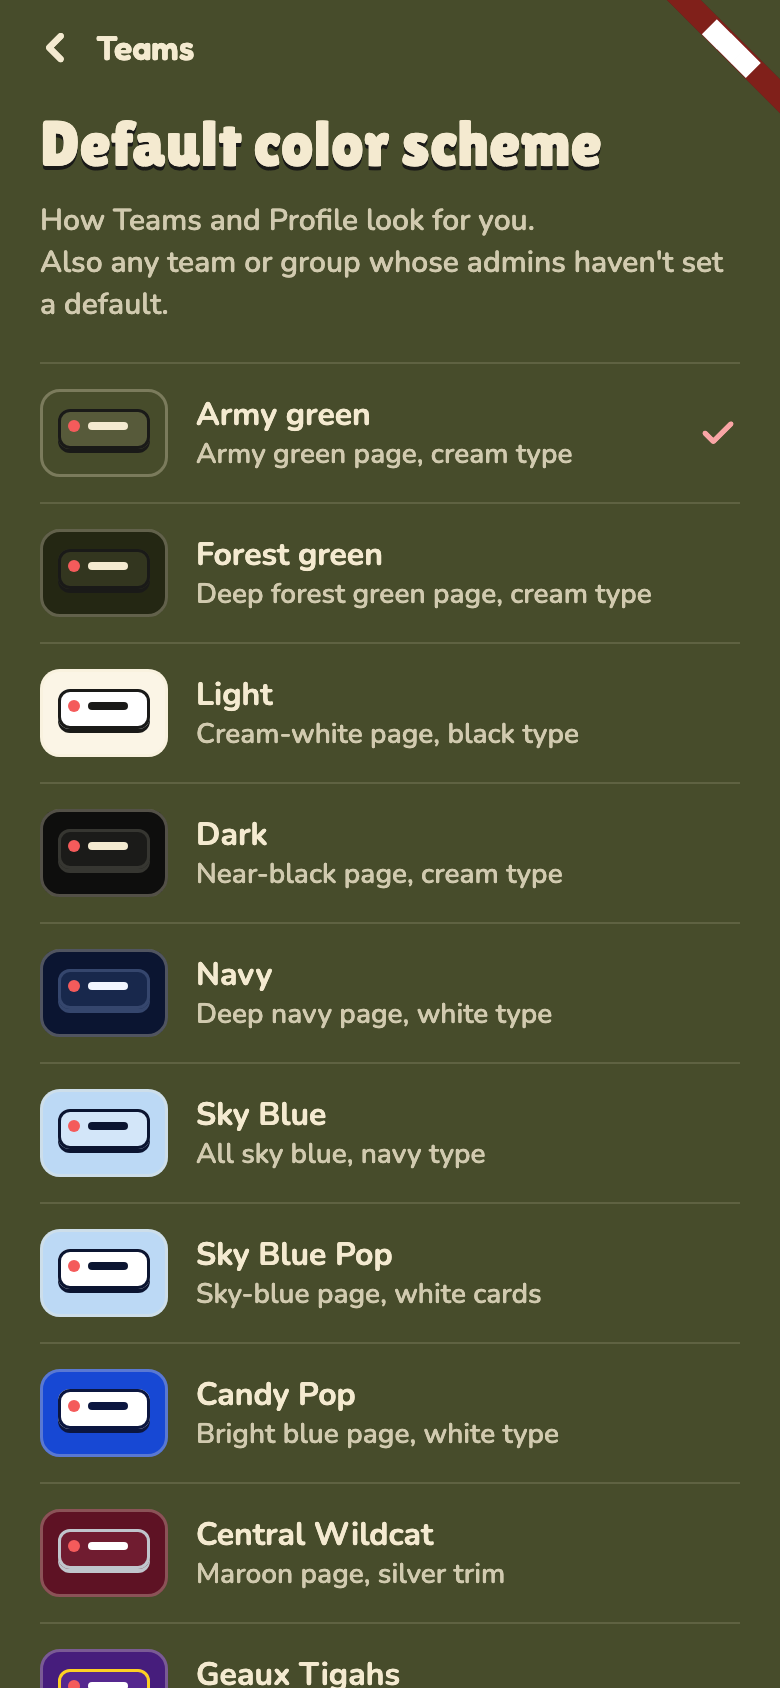 Teams
Default color scheme
How Teams and Profile look for you.
Also any team or group whose admins haven't set
a default.
Army green
Army green page, cream type
Forest green
Deep forest green page, cream type
Light
Cream-white page, black type
Dark
Near-black page, cream type
Navy
Deep navy page, white type
Sky Blue
All sky blue, navy type
Sky Blue Pop
Sky-blue page, white cards
Candy Pop
Bright blue page, white type
Central Wildcat
Maroon page, silver trim
Geaux Tigahs